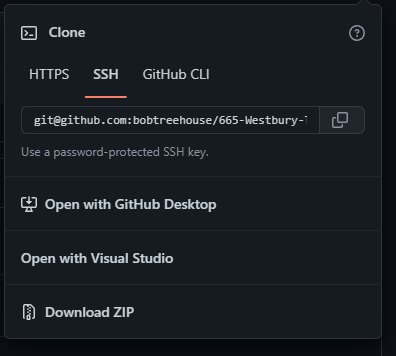 Clone
HTTPS SSH GitHub CLI
git@github.com:bobtreehouse/665-Westbury-
Use a password-protected SSH key.
Open with GitHub Desktop
Open with Visual Studio
Download ZIP